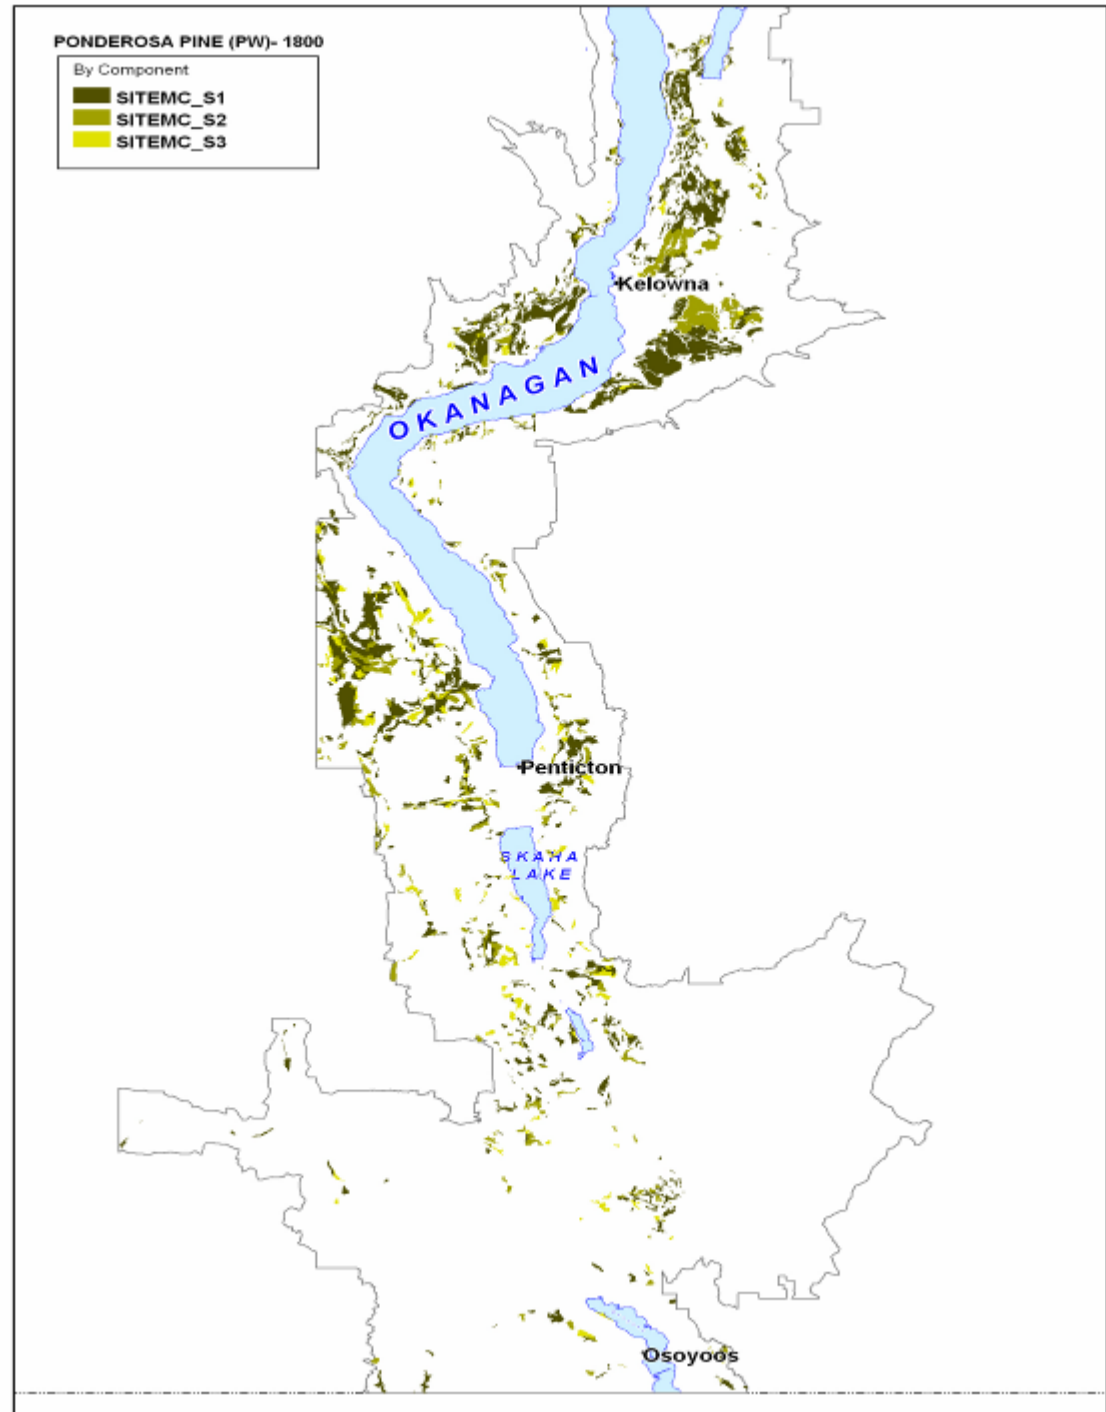 PONDEROSA PINE (PW)- 1800
By Component
SITEMC_S1
SITEMC_S2
SITEMC_S3
Kelowna
OKANAGAN
Penticton
SKAHA
LAKE
Osoyoos